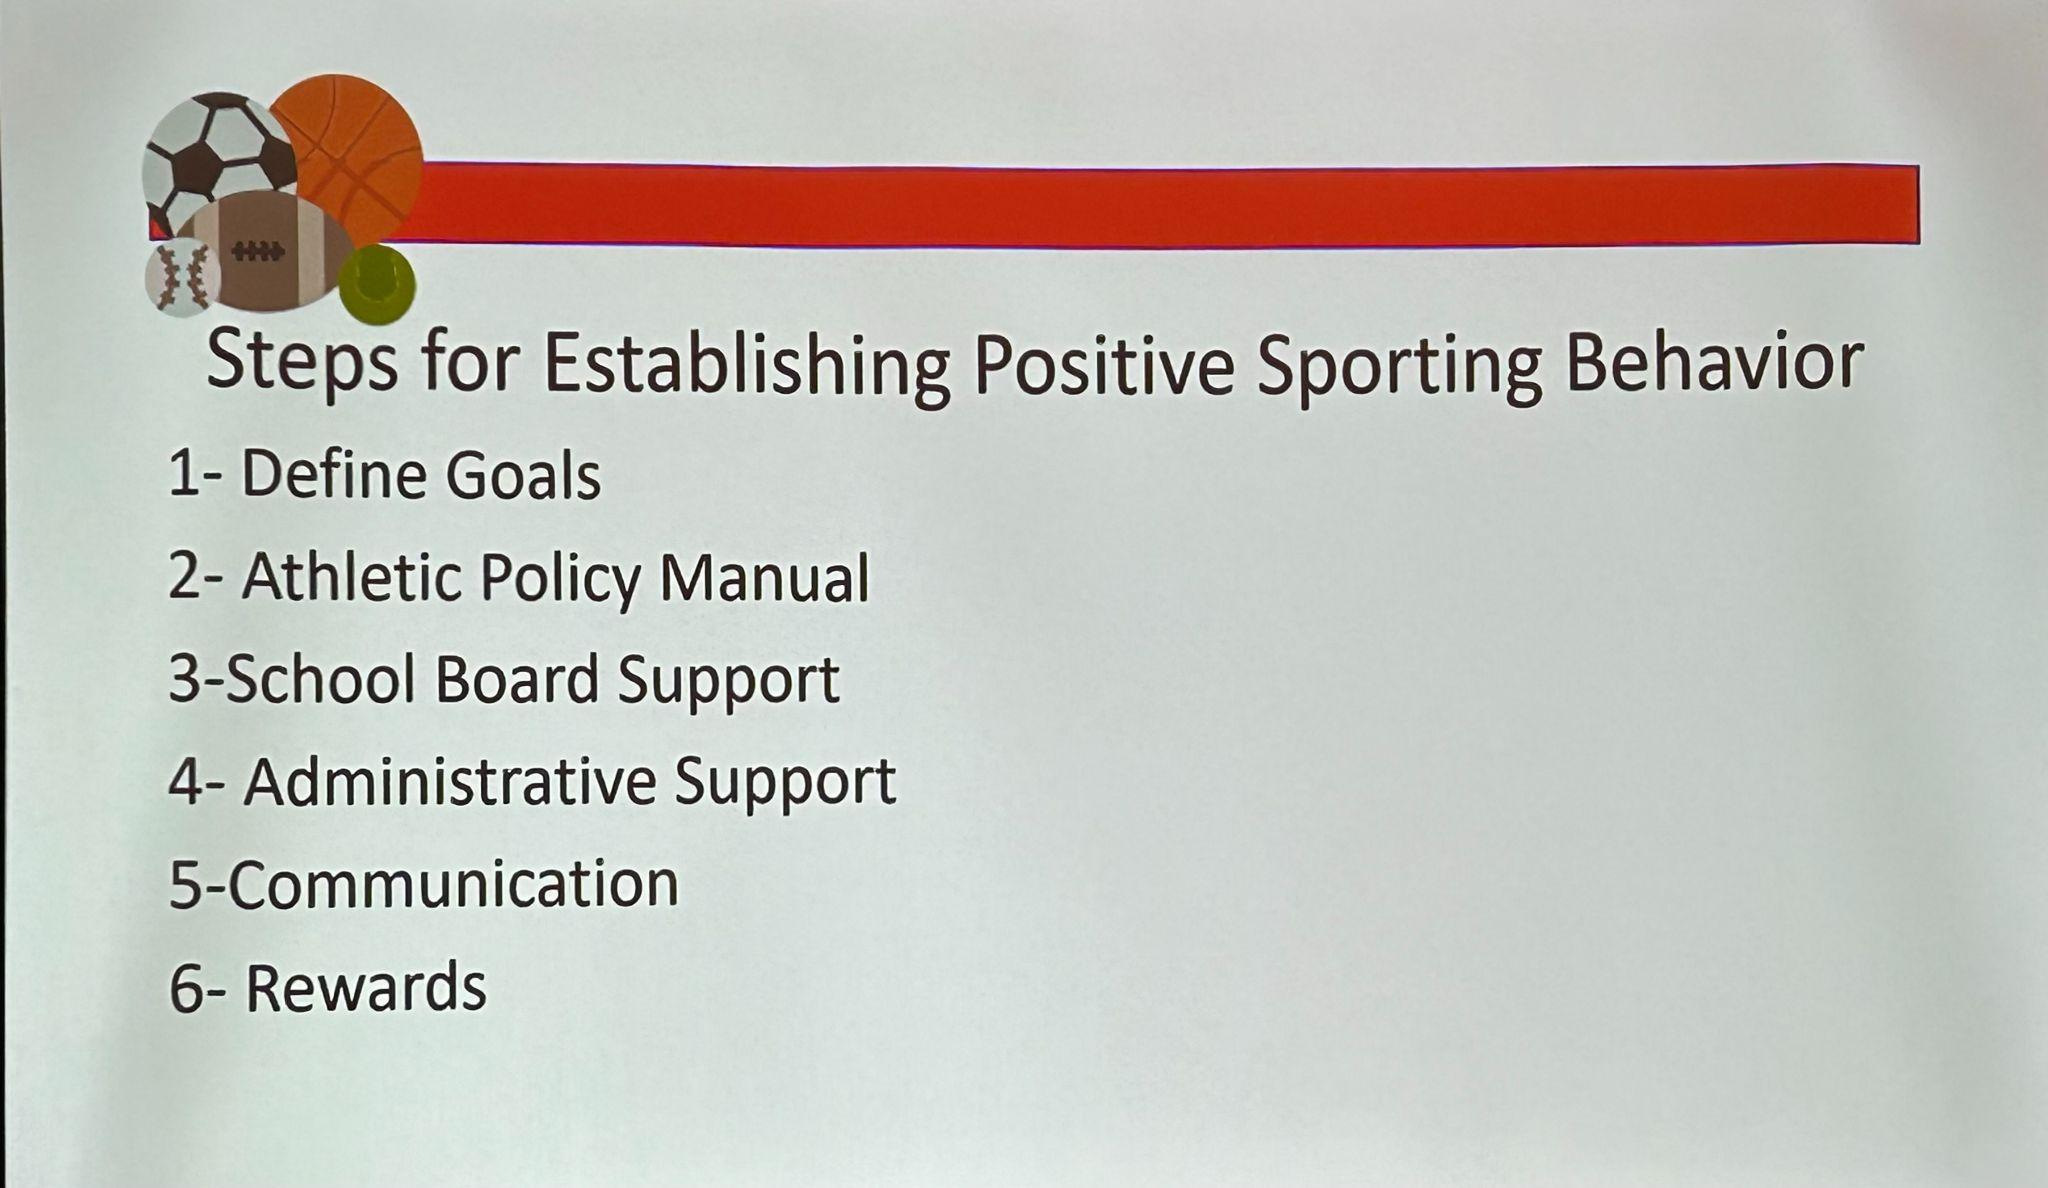 Steps for Establishing Positive Sporting Behavior
1- Define Goals
2- Athletic Policy Manual
3-School Board Support
4- Administrative Support
5-Communication
6- Rewards